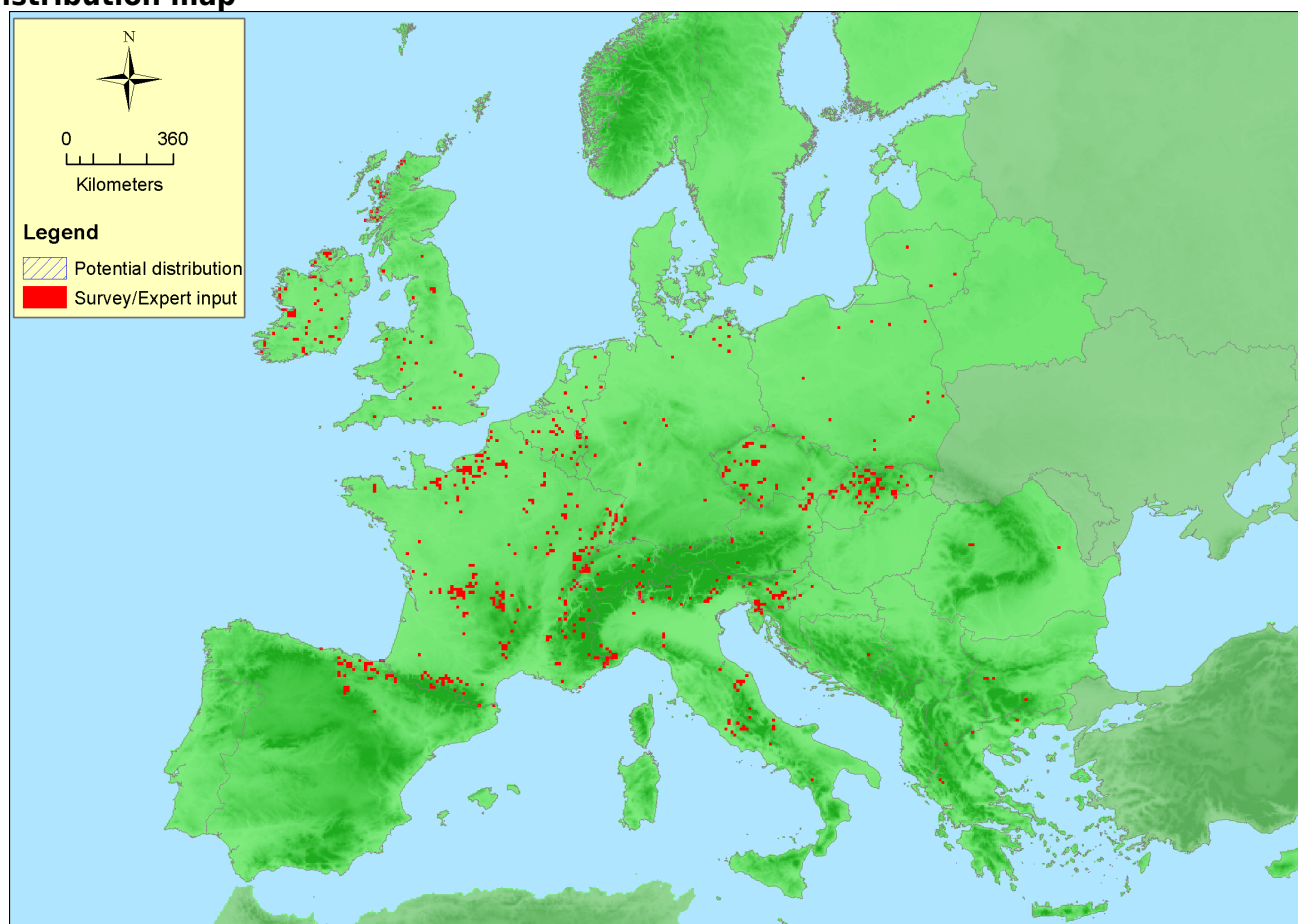 N
0 360
Kilometers
Legend
Potential distribution
Survey/Expert input